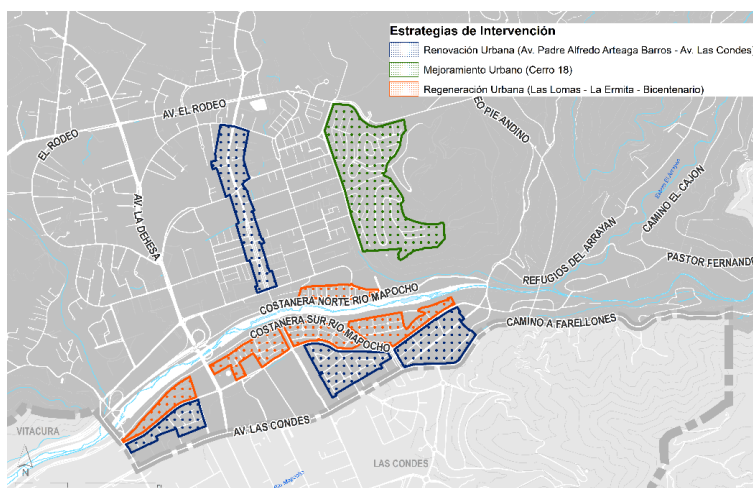 Estrategias de Intervención
Renovación Urbana (Av. Padre Alfredo Arteaga Barros - Av. Las Condes)
Mejoramiento Urbano (Cerro 18)
Regeneración Urbana (Las Lomas - La Ermita - Bicentenario)
AV. EL RODEO
EL RODEO
EO PIE ANDINO
AV. LA DEHESA
CAMINO EL CAJON
REFUGIOS DEL ARRAYAN
PASTOR FERNANDE
COSTANERA NORTE RIO MAPOCHO
COSTANERA SUR RIO MAPOCHO
CAMINO A FARELLONES
AV. LAS CONDES
VITACURA
LAS CONDES
N